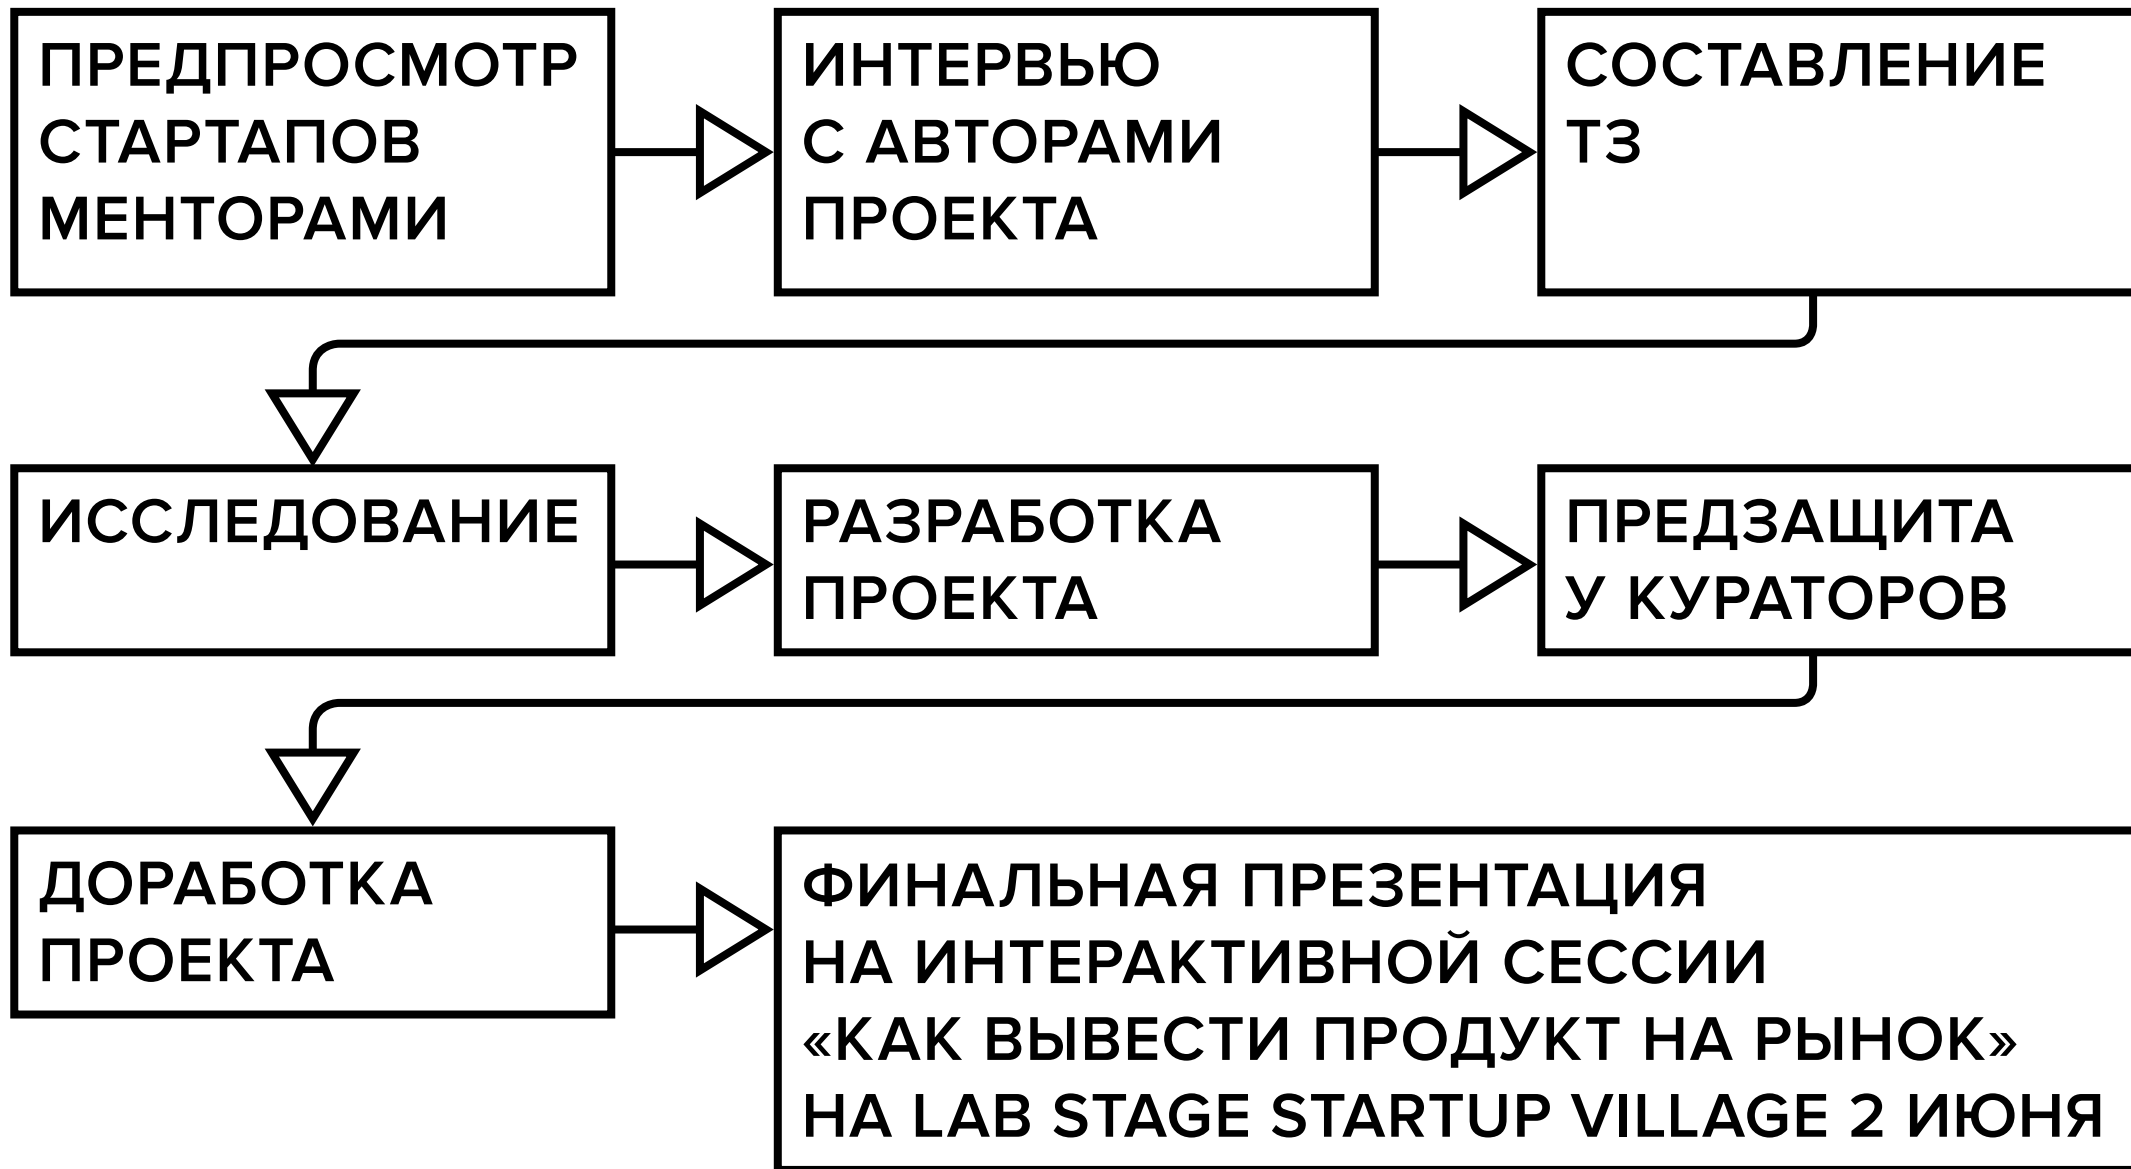 ПРЕДПРОСМОТР
СТАРТАПОВ
МЕНТОРАМИ
ИНТЕРВЬЮ
С АВТОРАМИ
ПРОЕКТА
СОСТАВЛЕНИЕ
ТЗ
ИССЛЕДОВАНИЕ
РАЗРАБОТКА
ПРОЕКТА
ПРЕДЗАЩИТА
У КУРАТОРОВ
ДОРАБОТКА
ПРОЕКТА
ФИНАЛЬНАЯ ПРЕЗЕНТАЦИЯ
НА ИНТЕРАКТИВНОЙ СЕССИИ
«КАК ВЫВЕСТИ ПРОДУКТ НА РЫНОК»
НА LAB STAGE STARTUP VILLAGE 2 ИЮНЯ